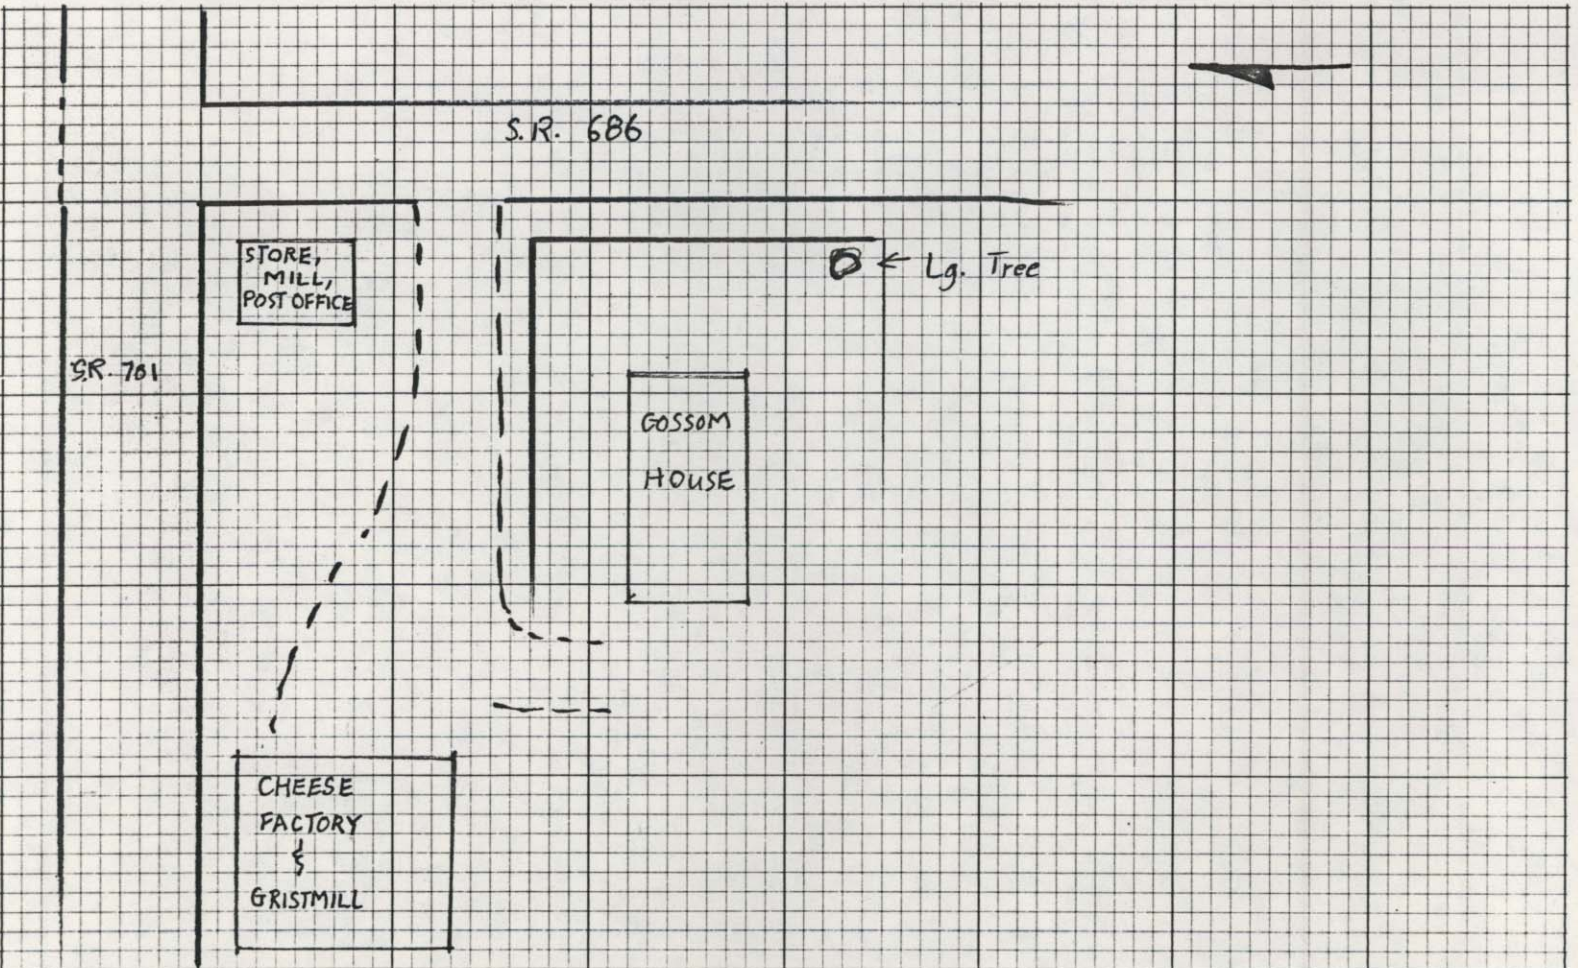 S.R. 686
STORE,
MILL,
POST OFFICE
← Lg. Tree
S.R. 701
GOSSOM
HOUSE
CHEESE
FACTORY
&
GRISTMILL